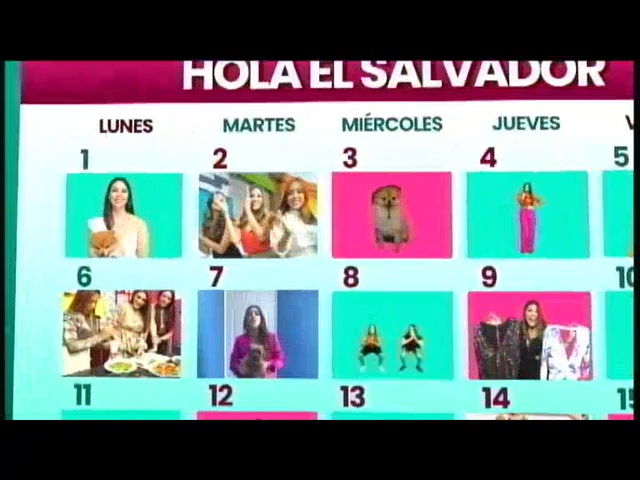 HOLA EL SALVADOR
LUNES MARTES MIÉRCOLES JUEVES
1 2 3 4 5
6 7 8 9 10
11 12 13 14 15